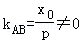 k_AB = x_0/p ≠ 0